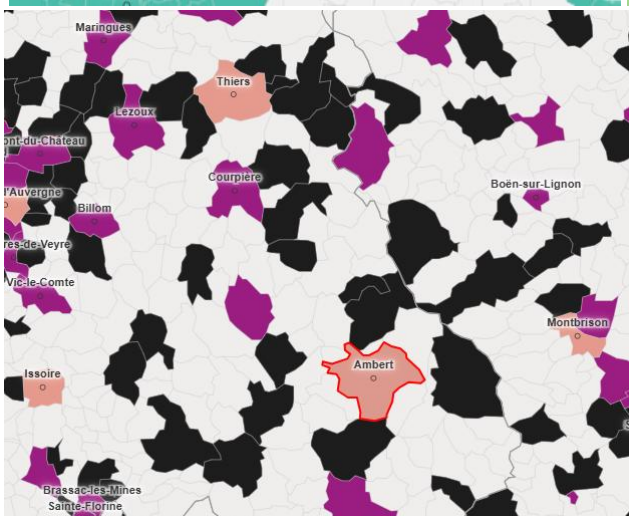 Maringues
Thiers
Lezoux
ont-du-Château
Courpière
Boën-sur-Lignon
l'Auvergne
Billom
res-de-Veyre
Vic-le-Comte
Montbrison
Ambert
Issoire
S
Brassac-les-Mines
Sainte-Florine